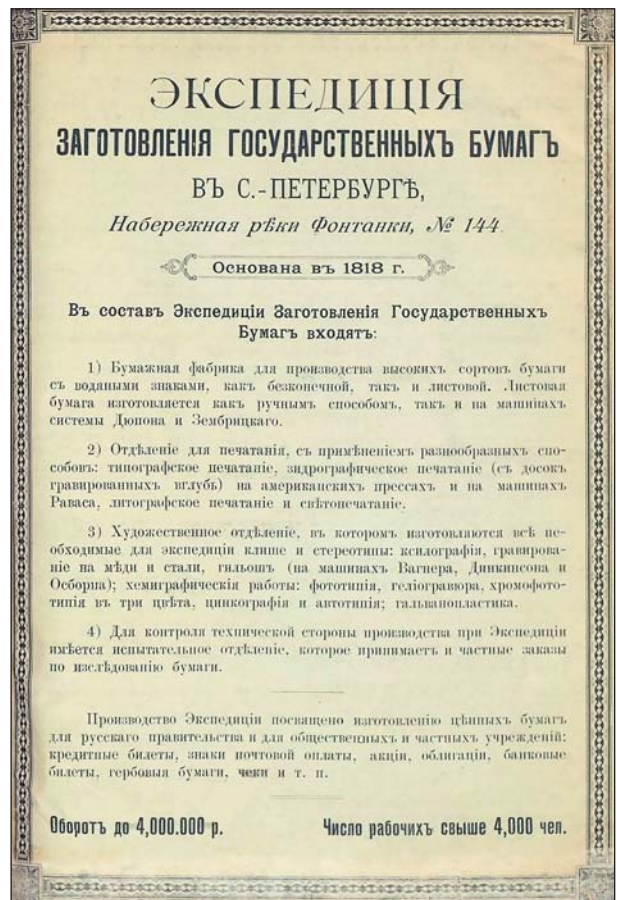 ЭКСПЕДИЦІЯ
ЗАГОТОВЛЕНІЯ ГОСУДАРСТВЕННЫХЪ БУМАГЪ
ВЪ С.-ПЕТЕРБУРГѢ,
Набережная рѣки Фонтанки, № 144.
Основана въ 1818 г.
Въ составъ Экспедиціи Заготовленія Государственныхъ
Бумагъ входятъ:
1) Бумажная фабрика для производства высокихъ сортовъ бумаги
съ водяными знаками, какъ безконечной, такъ и листовой. Листовая
бумага изготовляется какъ ручнымъ способомъ, такъ и на машинахъ
системы Дюпона и Зембрицкаго.
2) Отдѣленіе для печатанія, съ примѣненіемъ разнообразныхъ спо-
собовъ: типографское печатаніе, эидрографическое печатаніе (съ досокъ
гравированныхъ вглубь) на американскихъ прессахъ и на машинахъ
Раваса, литографское печатаніе и свѣтопечатаніе.
3) Художественное отдѣленіе, въ которомъ изготовляются всѣ не-
обходимые для экспедиціи клише и стереотипы: ксилографія, гравирова-
ніе на мѣди и стали, гильошъ (на машинахъ Вагнера, Динкинсона и
Осборна); хемиграфическія работы: фототипія, геліогравюра, хромофото-
типія въ три цвѣта, цинкографія и автотипія; гальванопластика.
4) Для контроля технической стороны производства при Экспедиціи
имѣется испытательное отдѣленіе, которое принимаетъ и частные заказы
по изслѣдованію бумаги.
Производство Экспедиціи посвящено изготовленію цѣнныхъ бумагъ
для русскаго правительства и для общественныхъ и частныхъ учрежденій:
кредитные билеты, знаки почтовой оплаты, акціи, облигаціи, банковые
билеты, гербовыя бумаги, чеки и т. п.
Оборотъ до 4,000.000 р. Число рабочихъ свыше 4,000 чел.